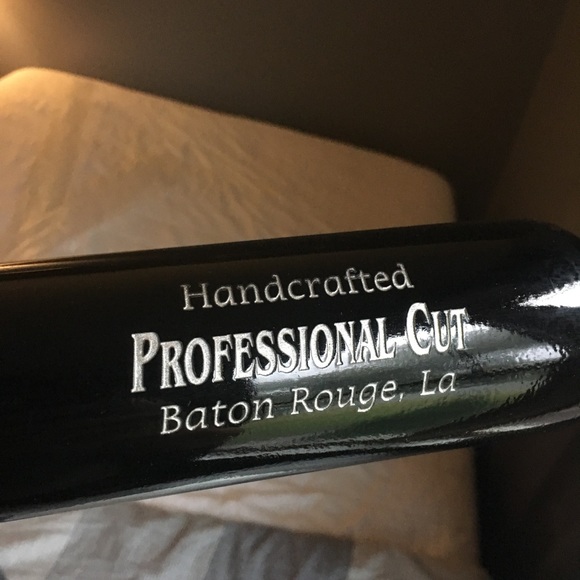 Handcrafted
PROFESSIONAL CUT
Baton Rouge, La